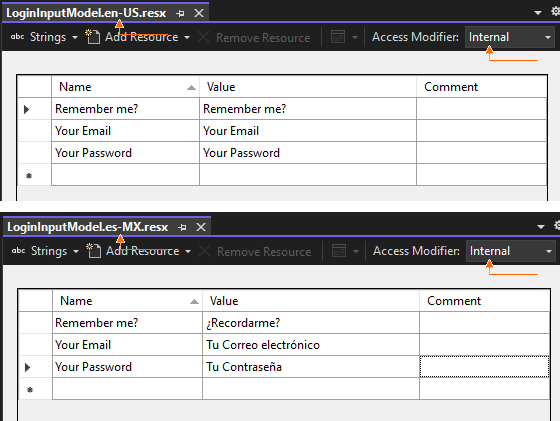 LoginInputModel.en-US.resx
abc Strings Add Resource Remove Resource Access Modifier: Internal
Name Value Comment
Remember me? Remember me?
Your Email Your Email
Your Password Your Password
LoginInputModel.es-MX.resx
abc Strings Add Resource Remove Resource Access Modifier: Internal
Name Value Comment
Remember me? ¿Recordarme?
Your Email Tu Correo electrónico
Your Password Tu Contraseña